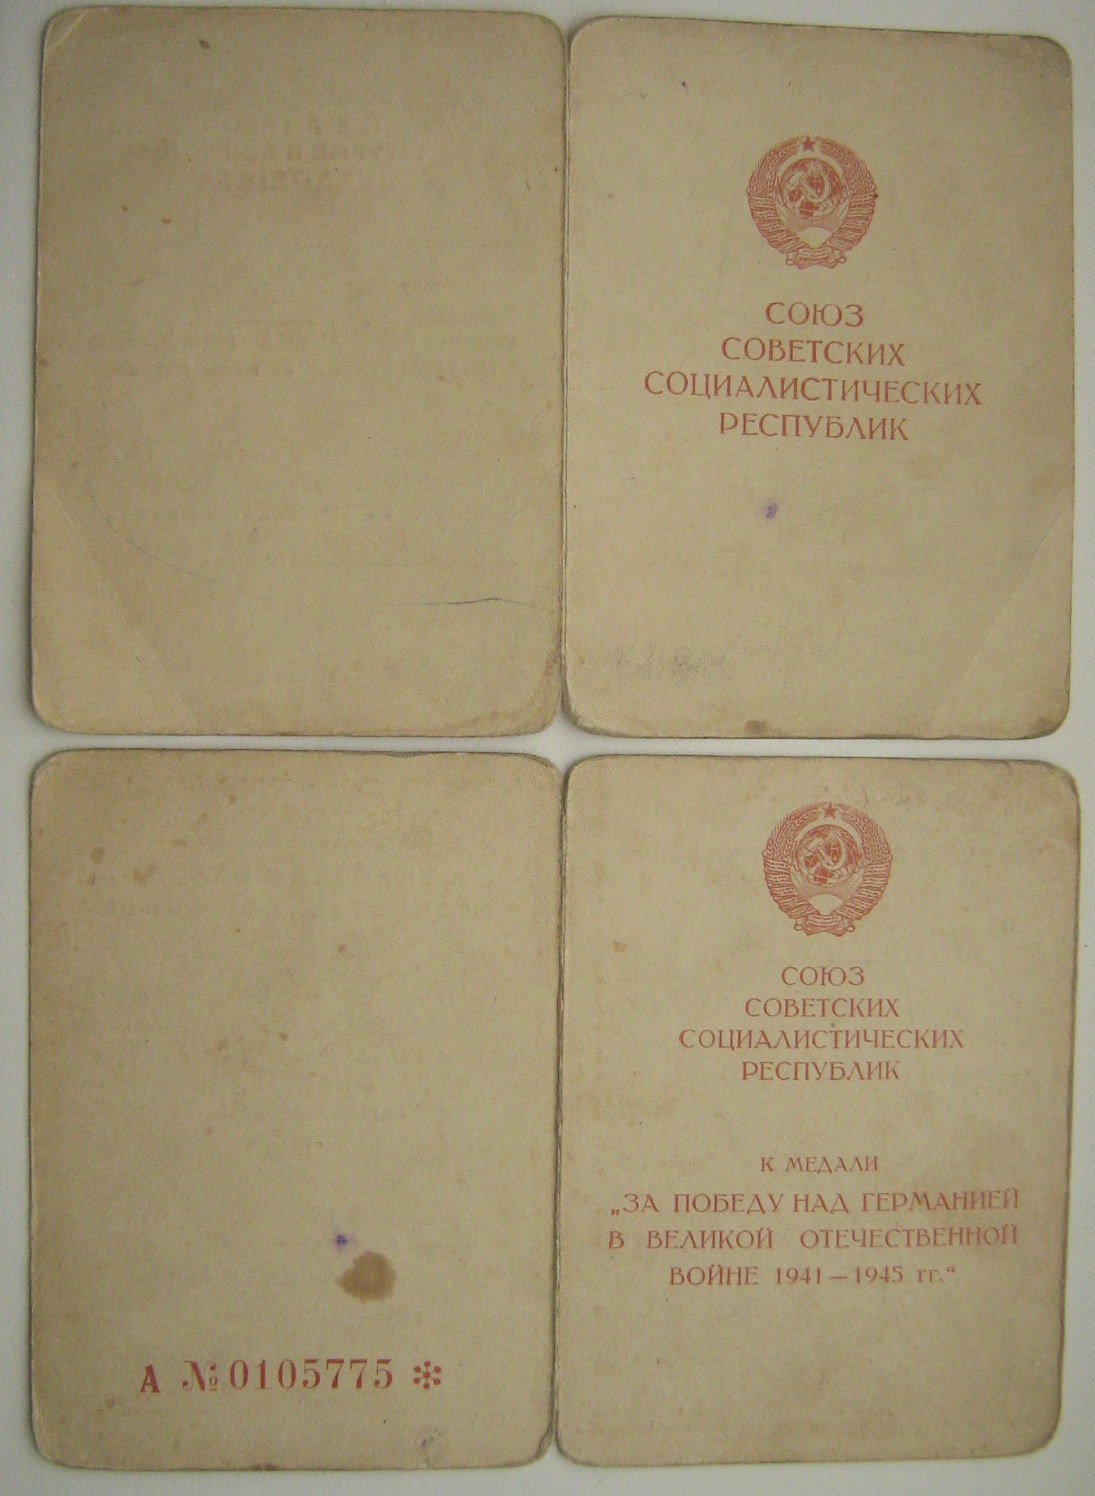 СОЮЗ
СОВЕТСКИХ
СОЦИАЛИСТИЧЕСКИХ
РЕСПУБЛИК
А №0105775 *
СОЮЗ
СОВЕТСКИХ
СОЦИАЛИСТИЧЕСКИХ
РЕСПУБЛИК
К МЕДАЛИ
„ЗА ПОБЕДУ НАД ГЕРМАНИЕЙ
В ВЕЛИКОЙ ОТЕЧЕСТВЕННОЙ
ВОЙНЕ 1941—1945 гг.“